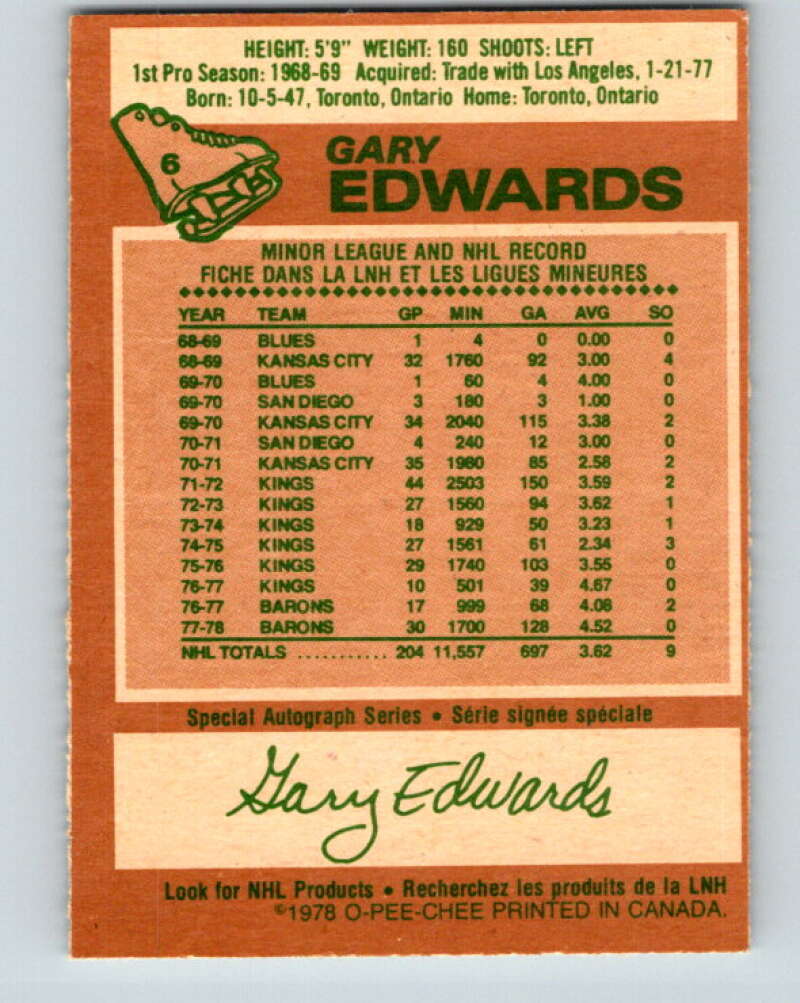 HEIGHT: 5'9" WEIGHT: 160 SHOOTS: LEFT
1st Pro Season: 1968-69 Acquired: Trade with Los Angeles, 1-21-77
Born: 10-5-47, Toronto, Ontario Home: Toronto, Ontario
6
GARY
EDWARDS
MINOR LEAGUE AND NHL RECORD
FICHE DANS LA LNH ET LES LIGUES MINEURES
YEAR TEAM GP MIN GA AVG SO
68-69 BLUES 1 4 0 0.00 0
68-69 KANSAS CITY 32 1760 92 3.00 4
69-70 BLUES 1 60 4 4.00 0
69-70 SAN DIEGO 3 180 3 1.00 0
69-70 KANSAS CITY 34 2040 115 3.38 2
70-71 SAN DIEGO 4 240 12 3.00 0
70-71 KANSAS CITY 35 1980 85 2.58 2
71-72 KINGS 44 2503 150 3.59 2
72-73 KINGS 27 1560 94 3.62 1
73-74 KINGS 18 929 50 3.23 1
74-75 KINGS 27 1561 61 2.34 3
75-76 KINGS 29 1740 103 3.55 0
76-77 KINGS 10 501 39 4.67 0
76-77 BARONS 17 999 68 4.08 2
77-78 BARONS 30 1700 128 4.52 0
NHL TOTALS ........... 204 11,557 697 3.62 9
Special Autograph Series • Série signée spéciale
Gary Edwards
Look for NHL Products • Recherchez les produits de la LNH
©1978 O-PEE-CHEE PRINTED IN CANADA.